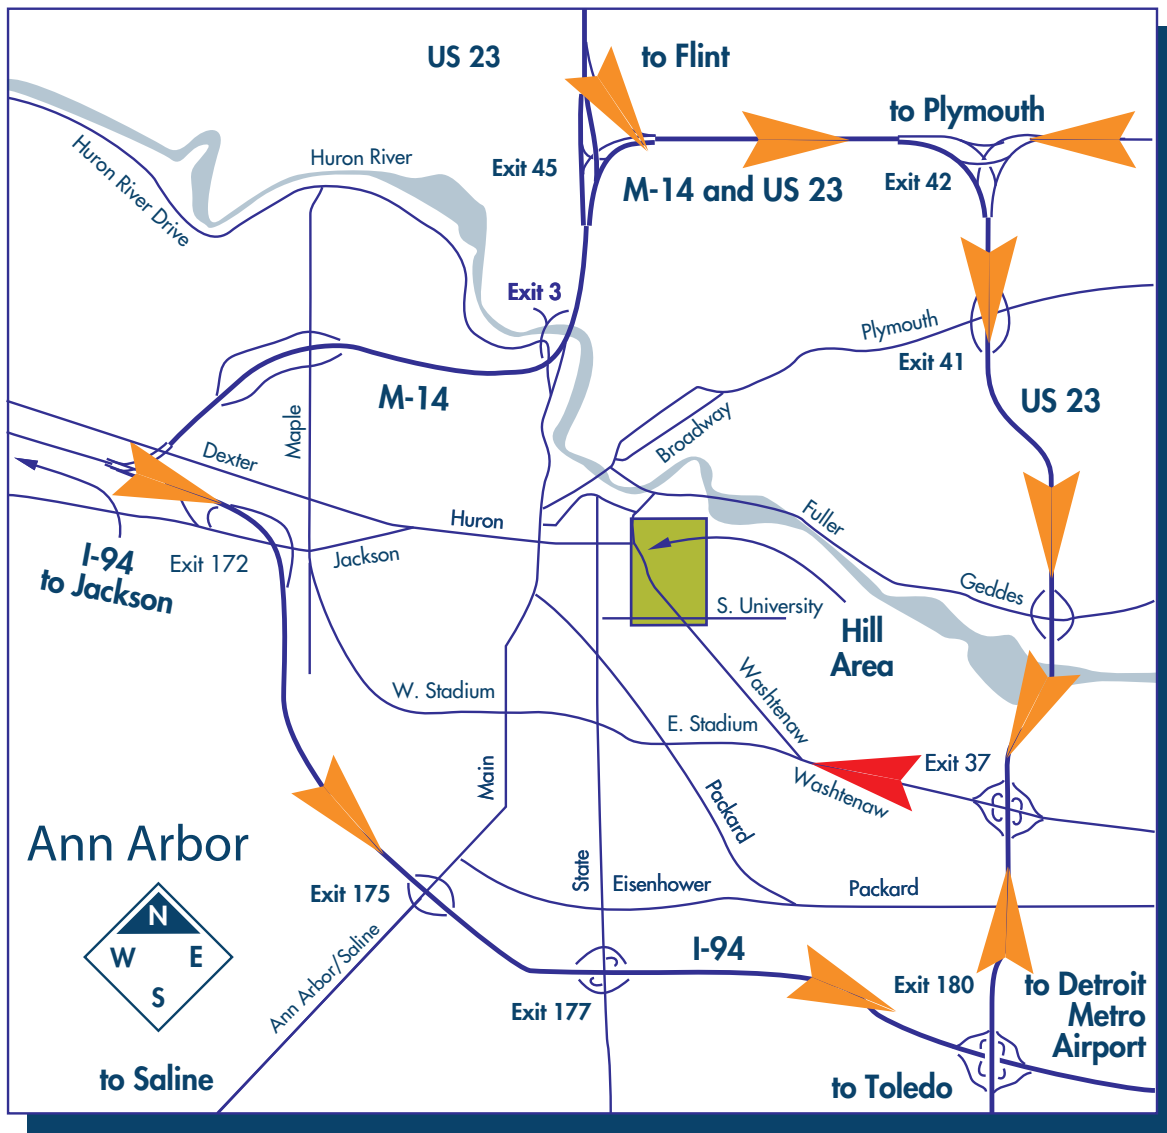 US 23
to Flint
to Plymouth
Huron River
Exit 45
M-14 and US 23
Exit 42
Huron River Drive
Exit 3
Plymouth
Exit 41
US 23
M-14
Maple
Broadway
Dexter
Huron
Fuller
I-94
to Jackson
Exit 172
Jackson
Geddes
S. University
Hill
Area
W. Stadium
Washtenaw
E. Stadium
Exit 37
Washtenaw
Main
Packard
Ann Arbor
State
Exit 175
Eisenhower
Packard
N
W E
S
Ann Arbor/Saline
I-94
Exit 177
Exit 180
to Detroit
Metro
Airport
to Saline
to Toledo